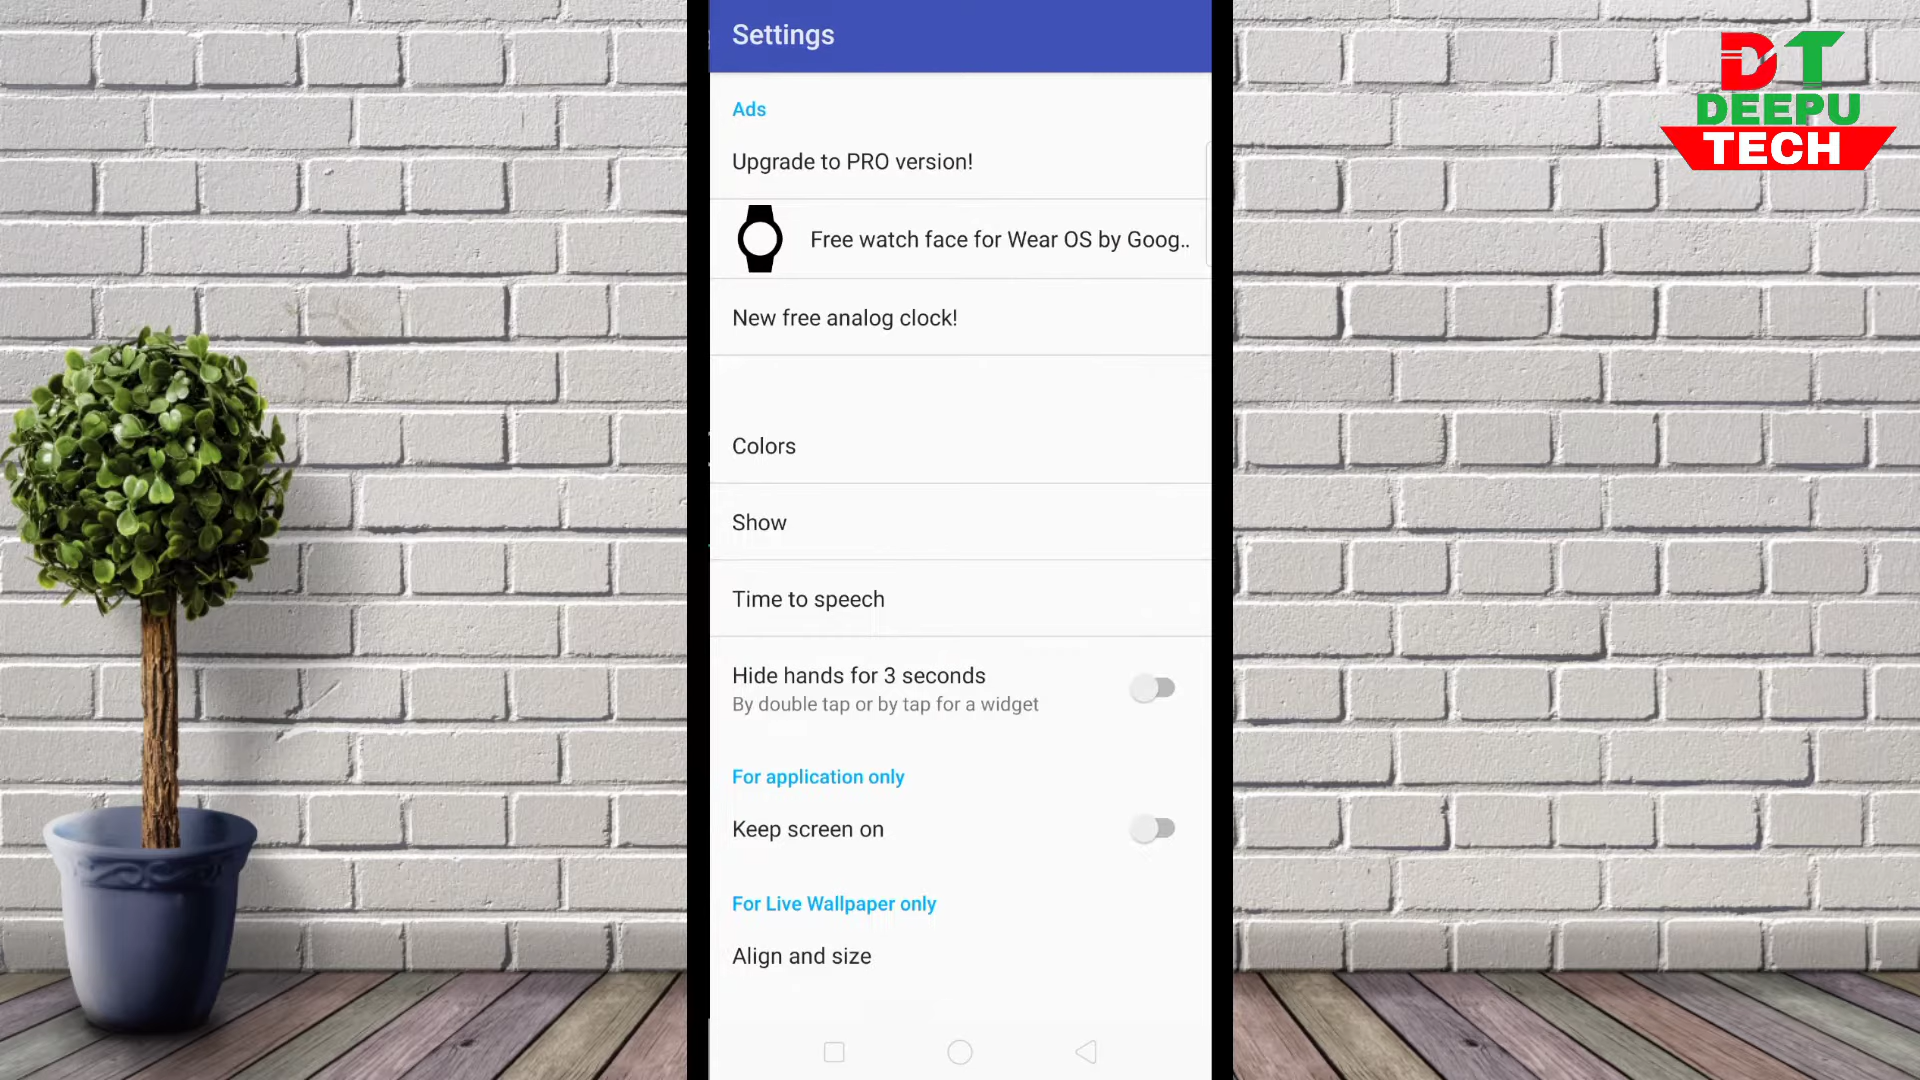 Settings
DT
DEEPU
TECH
Ads
Upgrade to PRO version!
Free watch face for Wear OS by Goog..
New free analog clock!
Colors
Show
Time to speech
Hide hands for 3 seconds
By double tap or by tap for a widget
For application only
Keep screen on
For Live Wallpaper only
Align and size